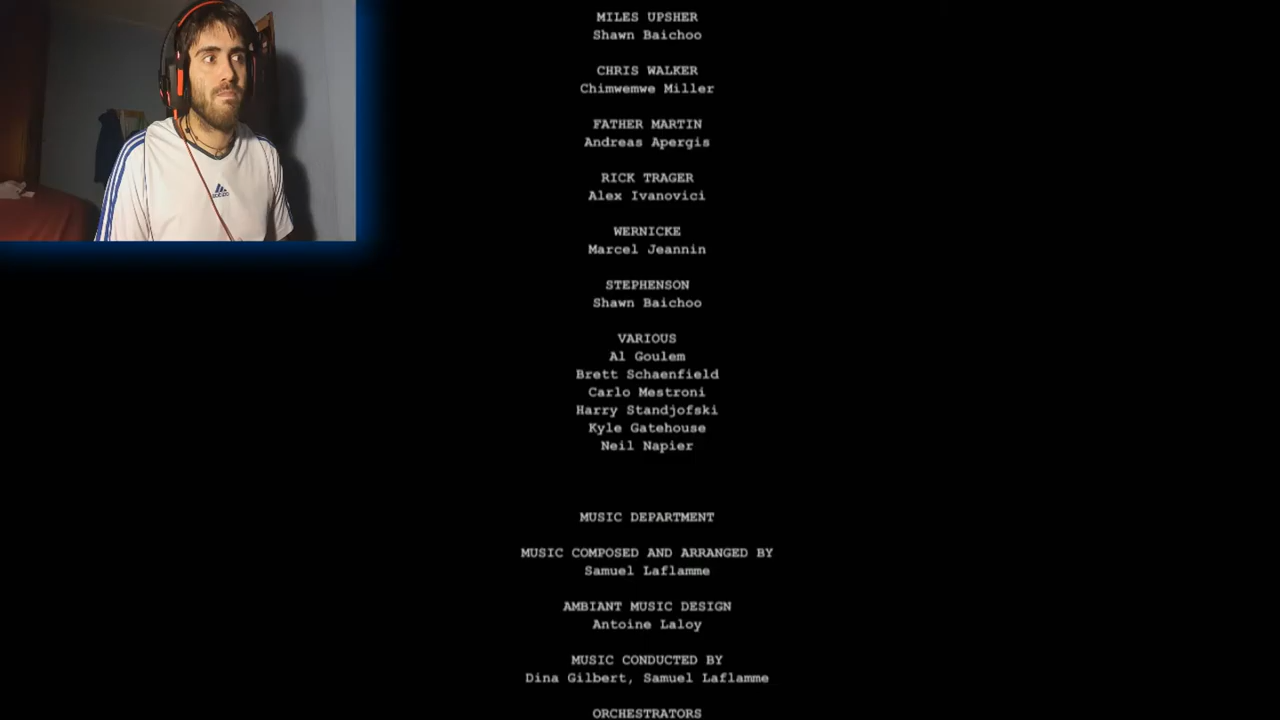 MILES UPSHER
Shawn Baichoo
CHRIS WALKER
Chimwemwe Miller
FATHER MARTIN
Andreas Apergis
RICK TRAGER
Alex Ivanovici
WERNICKE
Marcel Jeannin
STEPHENSON
Shawn Baichoo
VARIOUS
Al Goulem
Brett Schaenfield
Carlo Mestroni
Harry Standjofski
Kyle Gatehouse
Neil Napier
MUSIC DEPARTMENT
MUSIC COMPOSED AND ARRANGED BY
Samuel Laflamme
AMBIANT MUSIC DESIGN
Antoine Laloy
MUSIC CONDUCTED BY
Dina Gilbert, Samuel Laflamme
ORCHESTRATORS